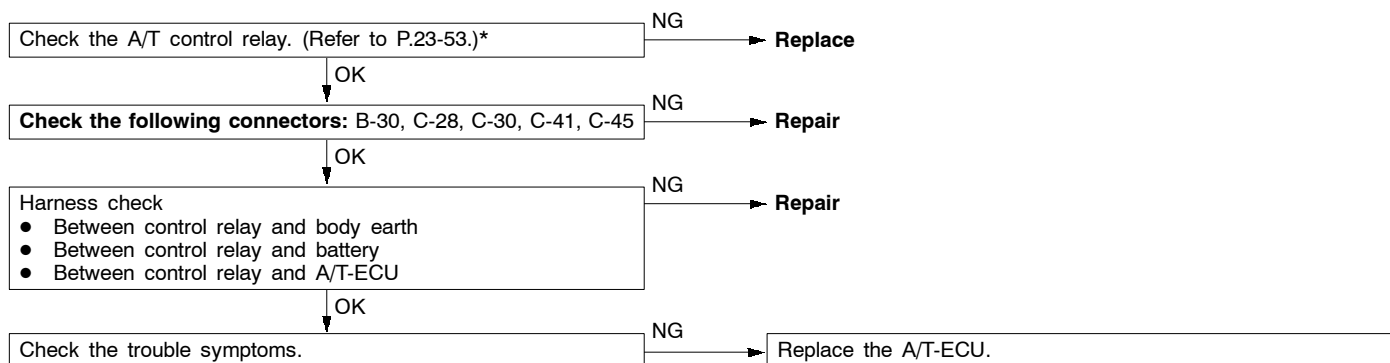 NG
Check the A/T control relay. (Refer to P.23-53.)*
Replace
OK
NG
Check the following connectors: B-30, C-28, C-30, C-41, C-45
Repair
OK
NG
Harness check
Repair
● Between control relay and body earth
● Between control relay and battery
● Between control relay and A/T-ECU
OK
NG
Check the trouble symptoms.
Replace the A/T-ECU.